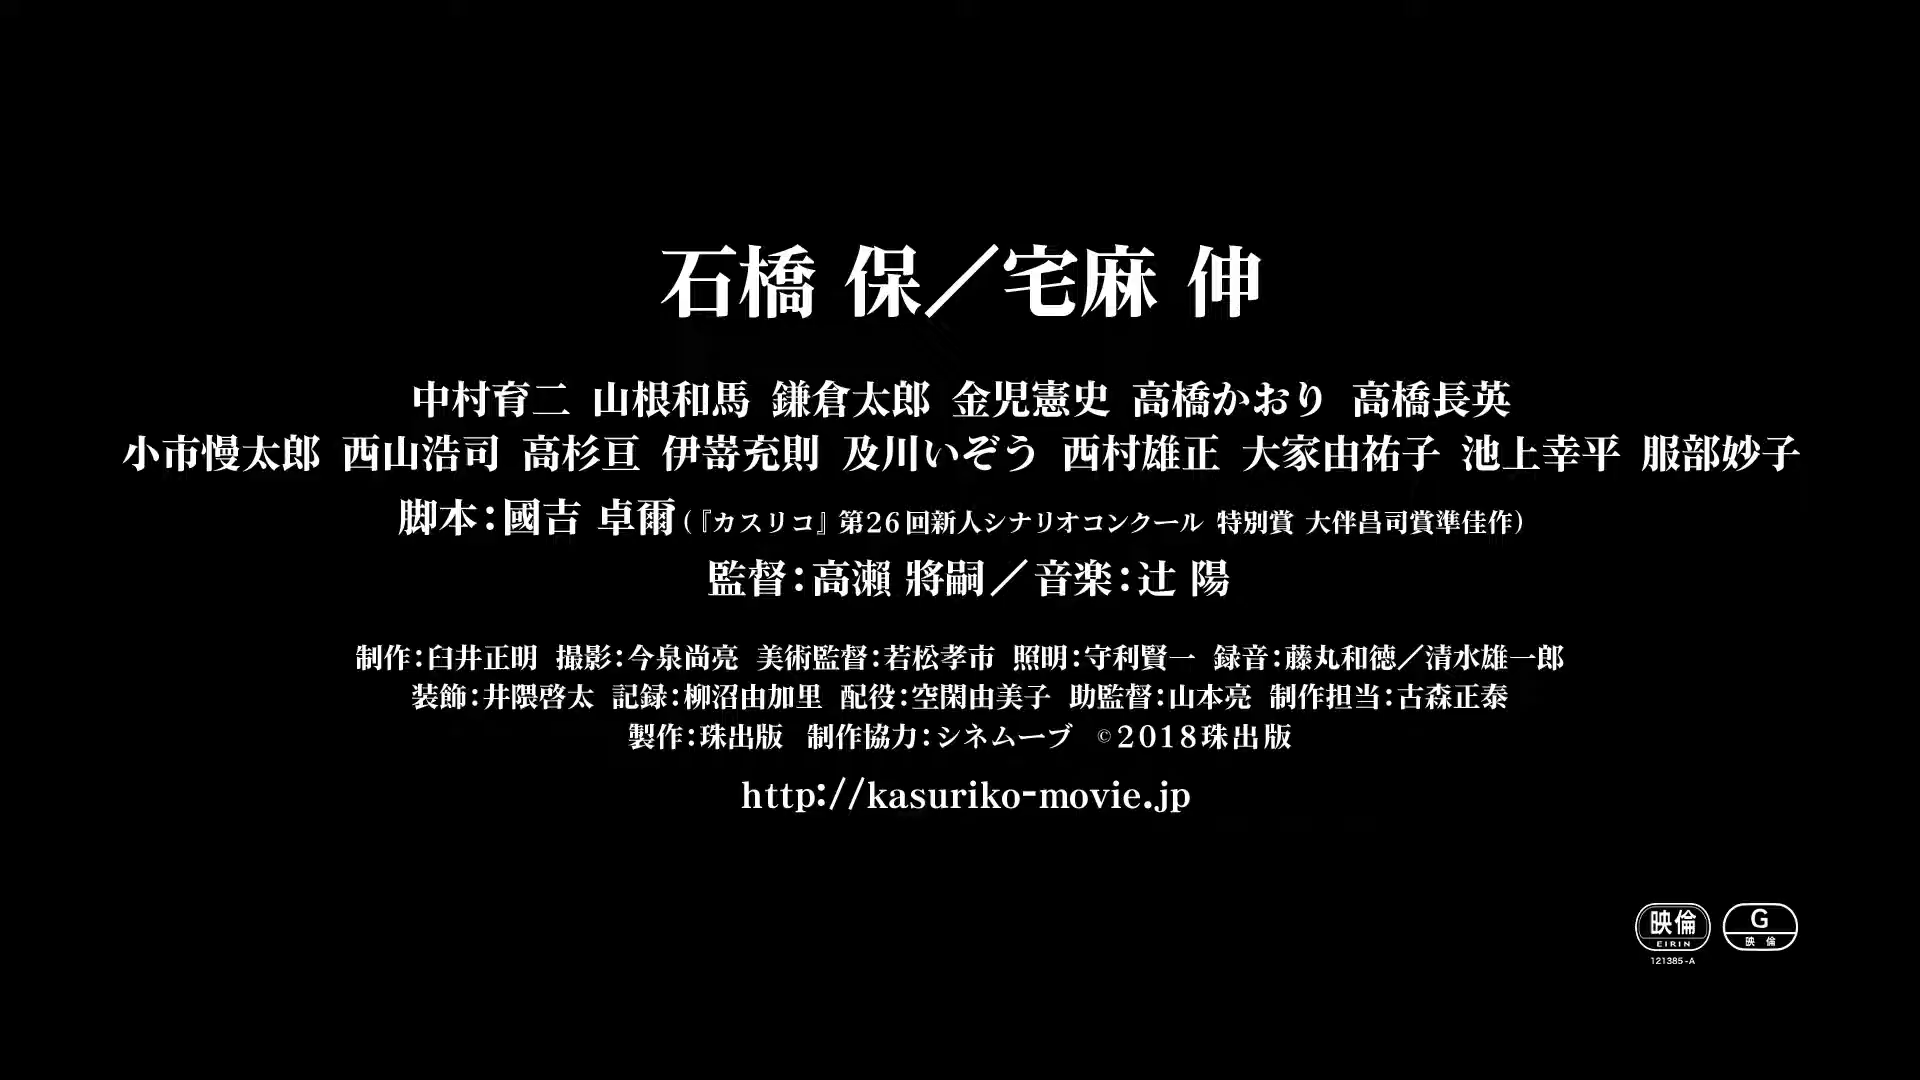 石橋 保／宅麻 伸
中村育二 山根和馬 鎌倉太郎 金児憲史 高橋かおり 高橋長英
小市慢太郎 西山浩司 高杉亘 伊嵜充則 及川いぞう 西村雄正 大家由祐子 池上幸平 服部妙子
脚本：國吉 卓爾（『カスリコ』第26回新人シナリオコンクール 特別賞 大伴昌司賞準佳作）
監督：高瀬 將嗣／音楽：辻 陽
制作：臼井正明 撮影：今泉尚亮 美術監督：若松孝市 照明：守利賢一 録音：藤丸和徳／清水雄一郎
装飾：井隈啓太 記録：柳沼由加里 配役：空閑由美子 助監督：山本亮 制作担当：古森正泰
製作：珠出版 制作協力：シネムーブ ©2018珠出版
http://kasuriko-movie.jp
映倫 G
EIRIN 映倫
121385-A